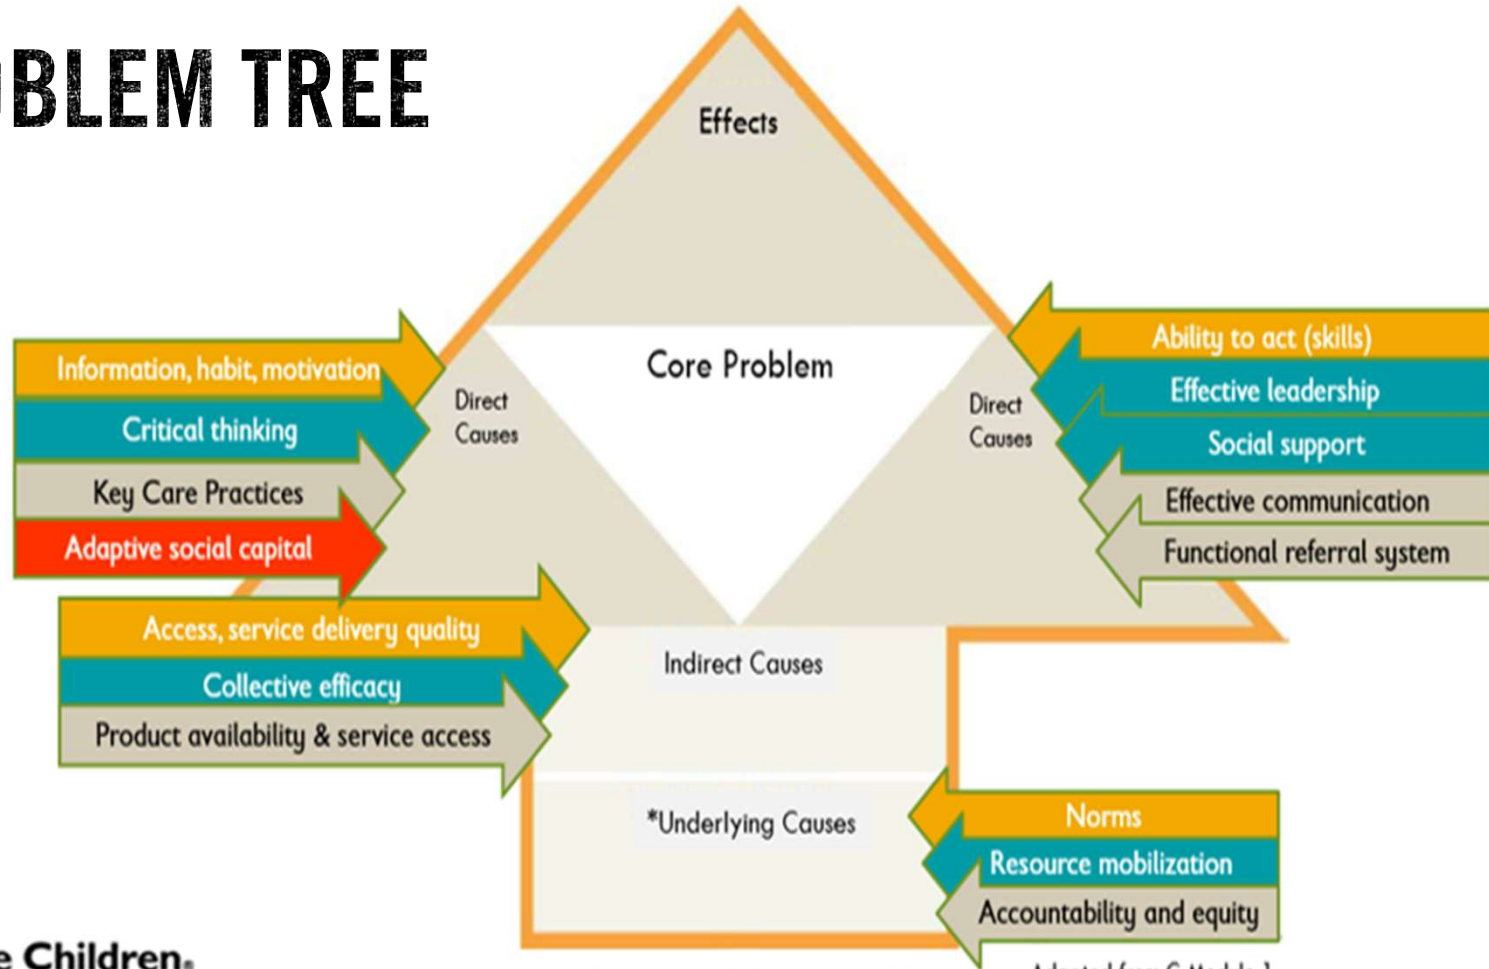 OBLEM TREE
Effects
Core Problem
Direct
Causes
Direct
Causes
Information, habit, motivation
Critical thinking
Key Care Practices
Adaptive social capital
Ability to act (skills)
Effective leadership
Social support
Effective communication
Functional referral system
Access, service delivery quality
Collective efficacy
Product availability & service access
Indirect Causes
*Underlying Causes
Norms
Resource mobilization
Accountability and equity
e Children.